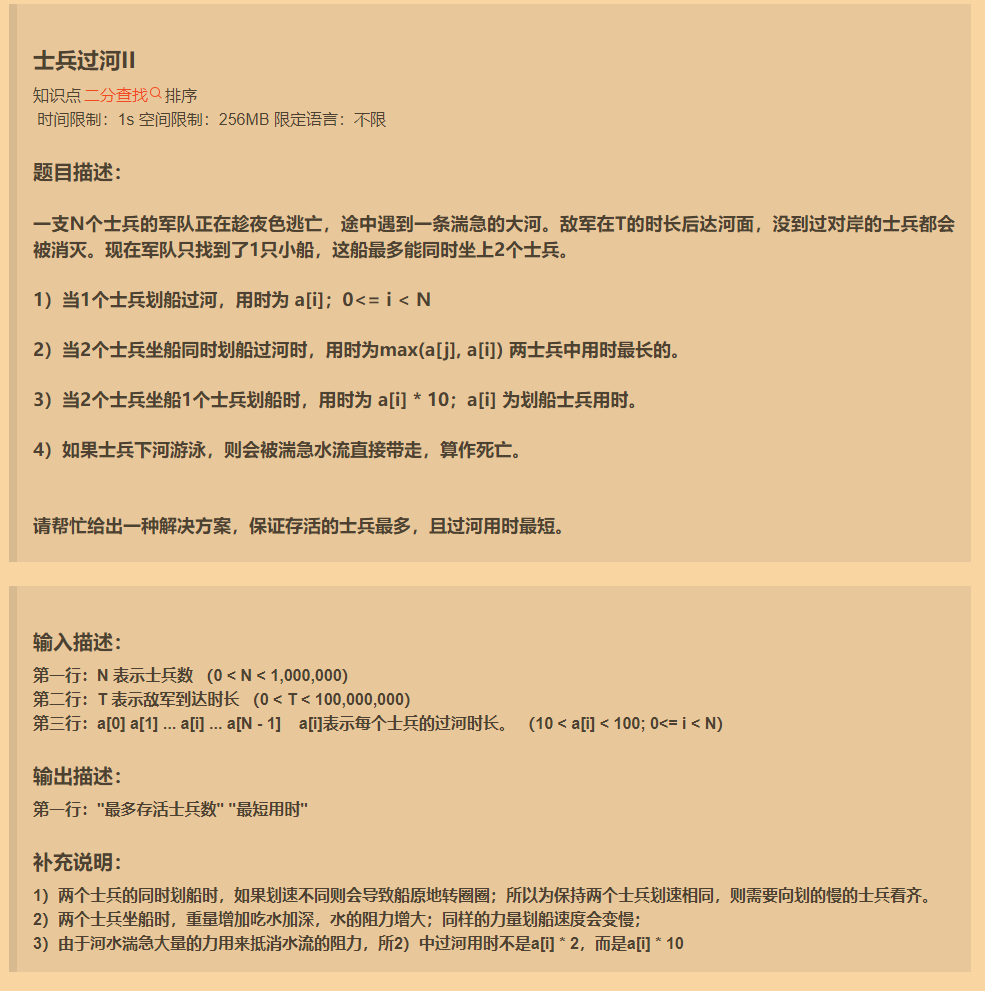 士兵过河II
知识点 二分查找 排序
时间限制：1s 空间限制：256MB 限定语言：不限
题目描述：
一支N个士兵的军队正在趁夜色逃亡，途中遇到一条湍急的大河。敌军在T的时长后达河面，没到过对岸的士兵都会
被消灭。现在军队只找到了1只小船，这船最多能同时坐上2个士兵。
1）当1个士兵划船过河，用时为 a[i]；0<= i < N
2）当2个士兵坐船同时划船过河时，用时为max(a[j], a[i]) 两士兵中用时最长的。
3）当2个士兵坐船1个士兵划船时，用时为 a[i] * 10；a[i] 为划船士兵用时。
4）如果士兵下河游泳，则会被湍急水流直接带走，算作死亡。
请帮忙给出一种解决方案，保证存活的士兵最多，且过河用时最短。
输入描述：
第一行：N 表示士兵数 （0 < N < 1,000,000）
第二行：T 表示敌军到达时长 （0 < T < 100,000,000）
第三行：a[0] a[1] ... a[i] ... a[N - 1] a[i]表示每个士兵的过河时长。 （10 < a[i] < 100; 0<= i < N）
输出描述：
第一行："最多存活士兵数" "最短用时"
补充说明：
1）两个士兵的同时划船时，如果划速不同则会导致船原地转圈圈；所以为保持两个士兵划速相同，则需要向划的慢的士兵看齐。
2）两个士兵坐船时，重量增加吃水加深，水的阻力增大；同样的力量划船速度会变慢；
3）由于河水湍急大量的力用来抵消水流的阻力，所2）中过河用时不是a[i] * 2，而是a[i] * 10